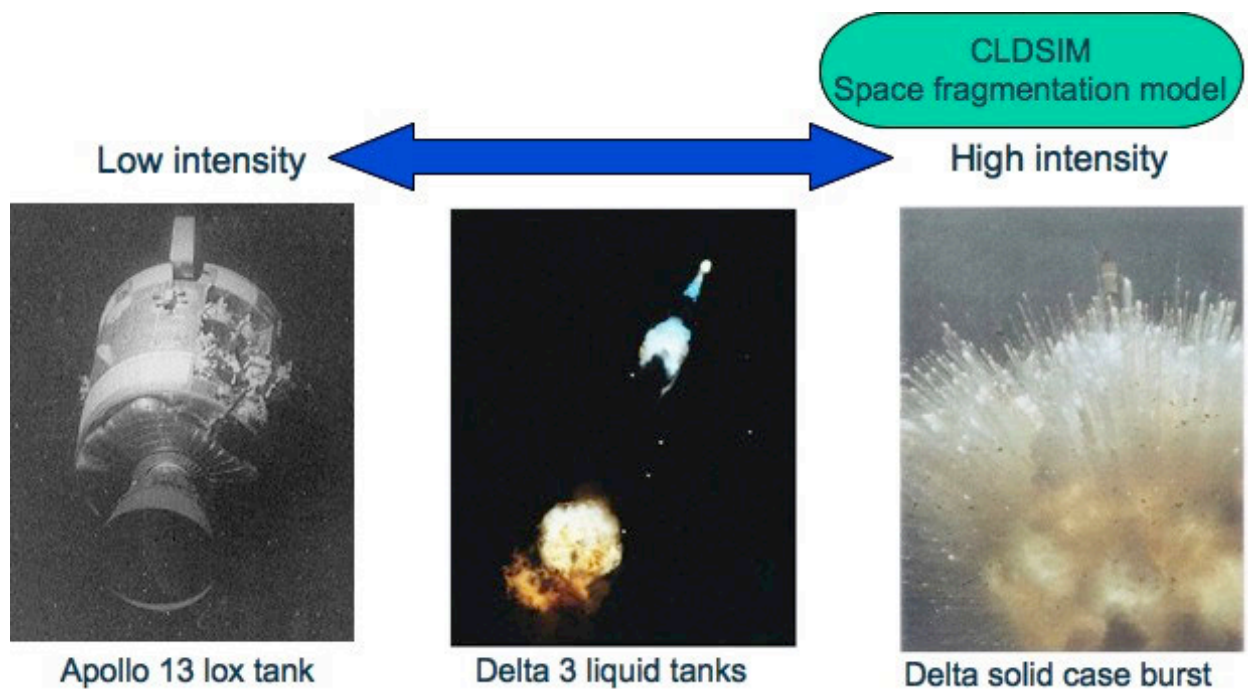 CLDSIM
Space fragmentation model
Low intensity
High intensity
Apollo 13 lox tank
Delta 3 liquid tanks
Delta solid case burst